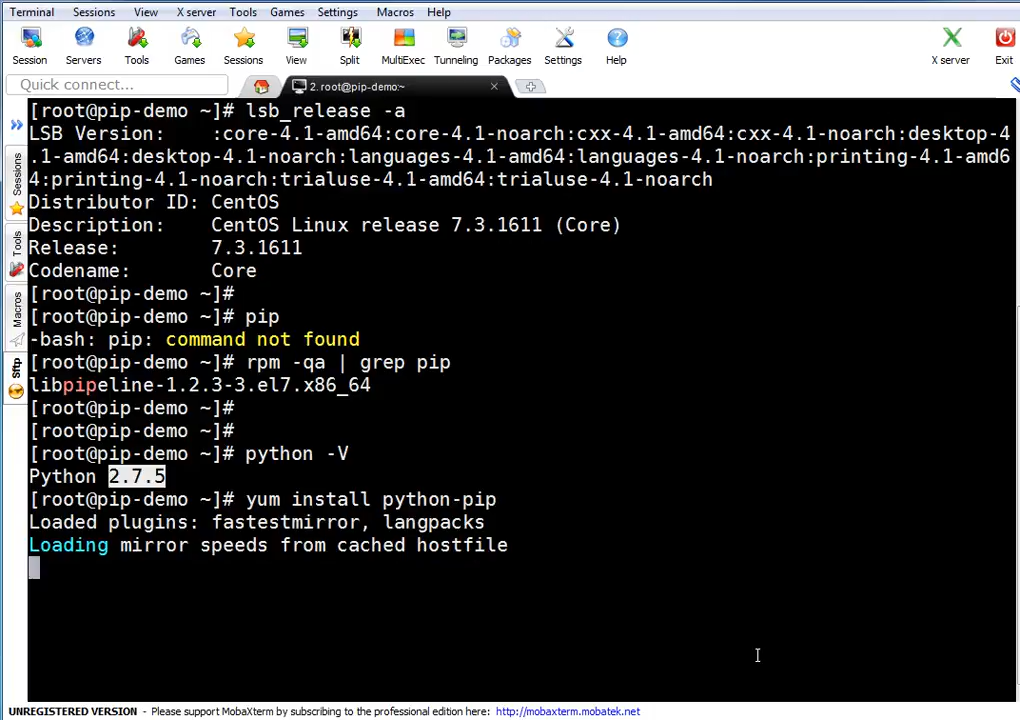 Terminal Sessions View X server Tools Games Settings Macros Help
Session Servers Tools Games Sessions View Split MultiExec Tunneling Packages Settings Help X server Exit
Quick connect... 2. root@pip-demo:~
[root@pip-demo ~]# lsb_release -a
LSB Version:    :core-4.1-amd64:core-4.1-noarch:cxx-4.1-amd64:cxx-4.1-noarch:desktop-4
.1-amd64:desktop-4.1-noarch:languages-4.1-amd64:languages-4.1-noarch:printing-4.1-amd6
4:printing-4.1-noarch:trialuse-4.1-amd64:trialuse-4.1-noarch
Distributor ID: CentOS
Description:    CentOS Linux release 7.3.1611 (Core)
Release:        7.3.1611
Codename:       Core
[root@pip-demo ~]#
[root@pip-demo ~]# pip
-bash: pip: command not found
[root@pip-demo ~]# rpm -qa | grep pip
libpipeline-1.2.3-3.el7.x86_64
[root@pip-demo ~]#
[root@pip-demo ~]#
[root@pip-demo ~]# python -V
Python 2.7.5
[root@pip-demo ~]# yum install python-pip
Loaded plugins: fastestmirror, langpacks
Loading mirror speeds from cached hostfile
Sessions
Tools
Macros
Sftp
UNREGISTERED VERSION - Please support MobaXterm by subscribing to the professional edition here: http://mobaxterm.mobatek.net